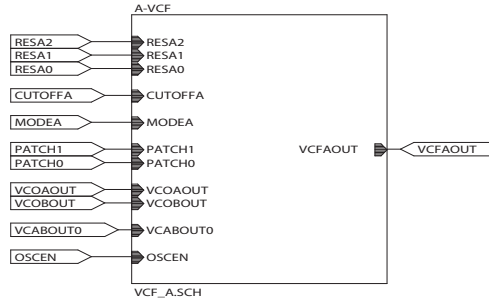 A-VCF
RESA2 RESA2
RESA1 RESA1
RESA0 RESA0
CUTOFFA CUTOFFA
MODEA MODEA
PATCH1 PATCH1 VCFAOUT VCFAOUT
PATCH0 PATCH0
VCOAOUT VCOAOUT
VCOBOUT VCOBOUT
VCABOUT0 VCABOUT0
OSCEN OSCEN
VCF_A.SCH